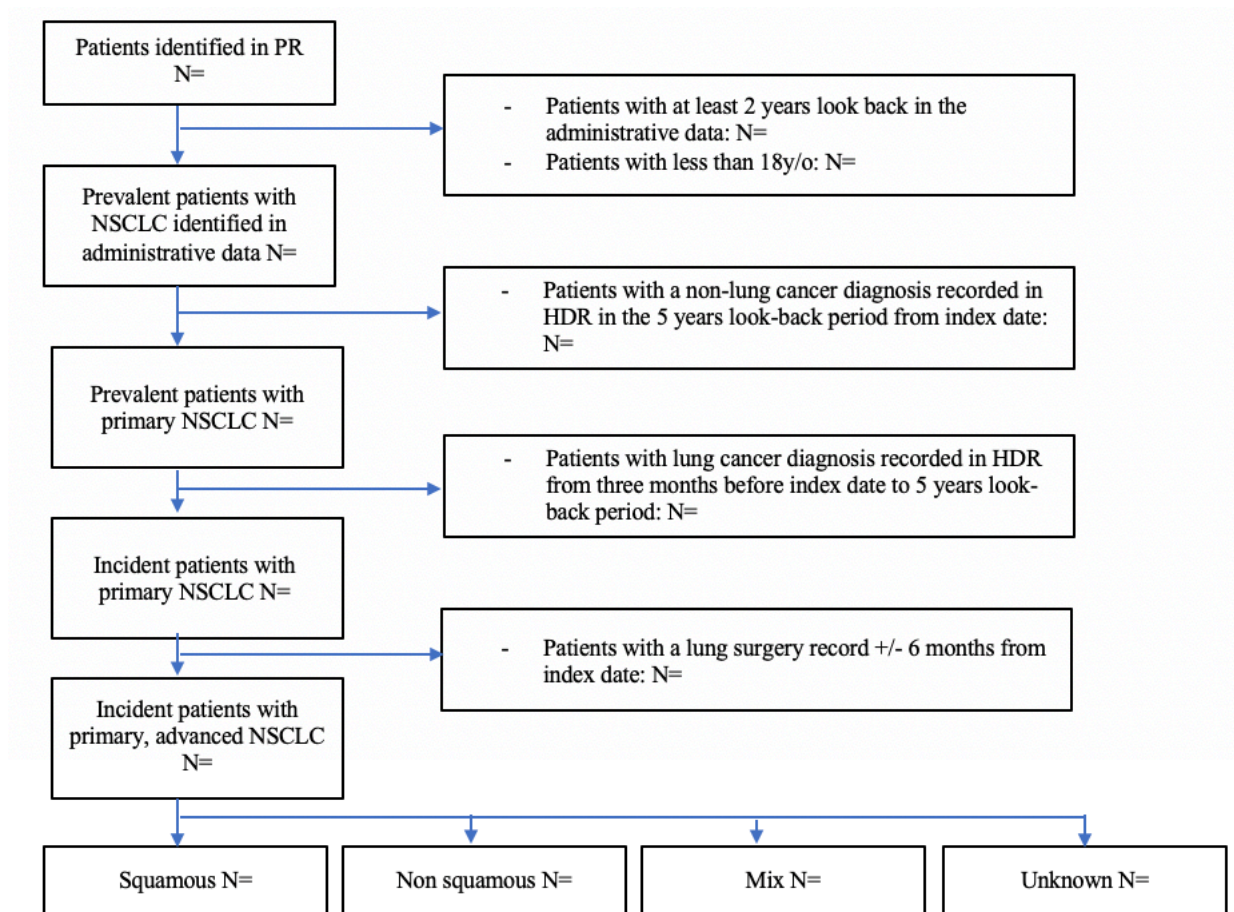 Patients identified in PR
N=
- Patients with at least 2 years look back in the
administrative data: N=
- Patients with less than 18y/o: N=
Prevalent patients with
NSCLC identified in
administrative data N=
- Patients with a non-lung cancer diagnosis recorded in
HDR in the 5 years look-back period from index date:
N=
Prevalent patients with
primary NSCLC N=
- Patients with lung cancer diagnosis recorded in HDR
from three months before index date to 5 years look-
back period: N=
Incident patients with
primary NSCLC N=
- Patients with a lung surgery record +/- 6 months from
index date: N=
Incident patients with
primary, advanced NSCLC
N=
Squamous N=
Non squamous N=
Mix N=
Unknown N=